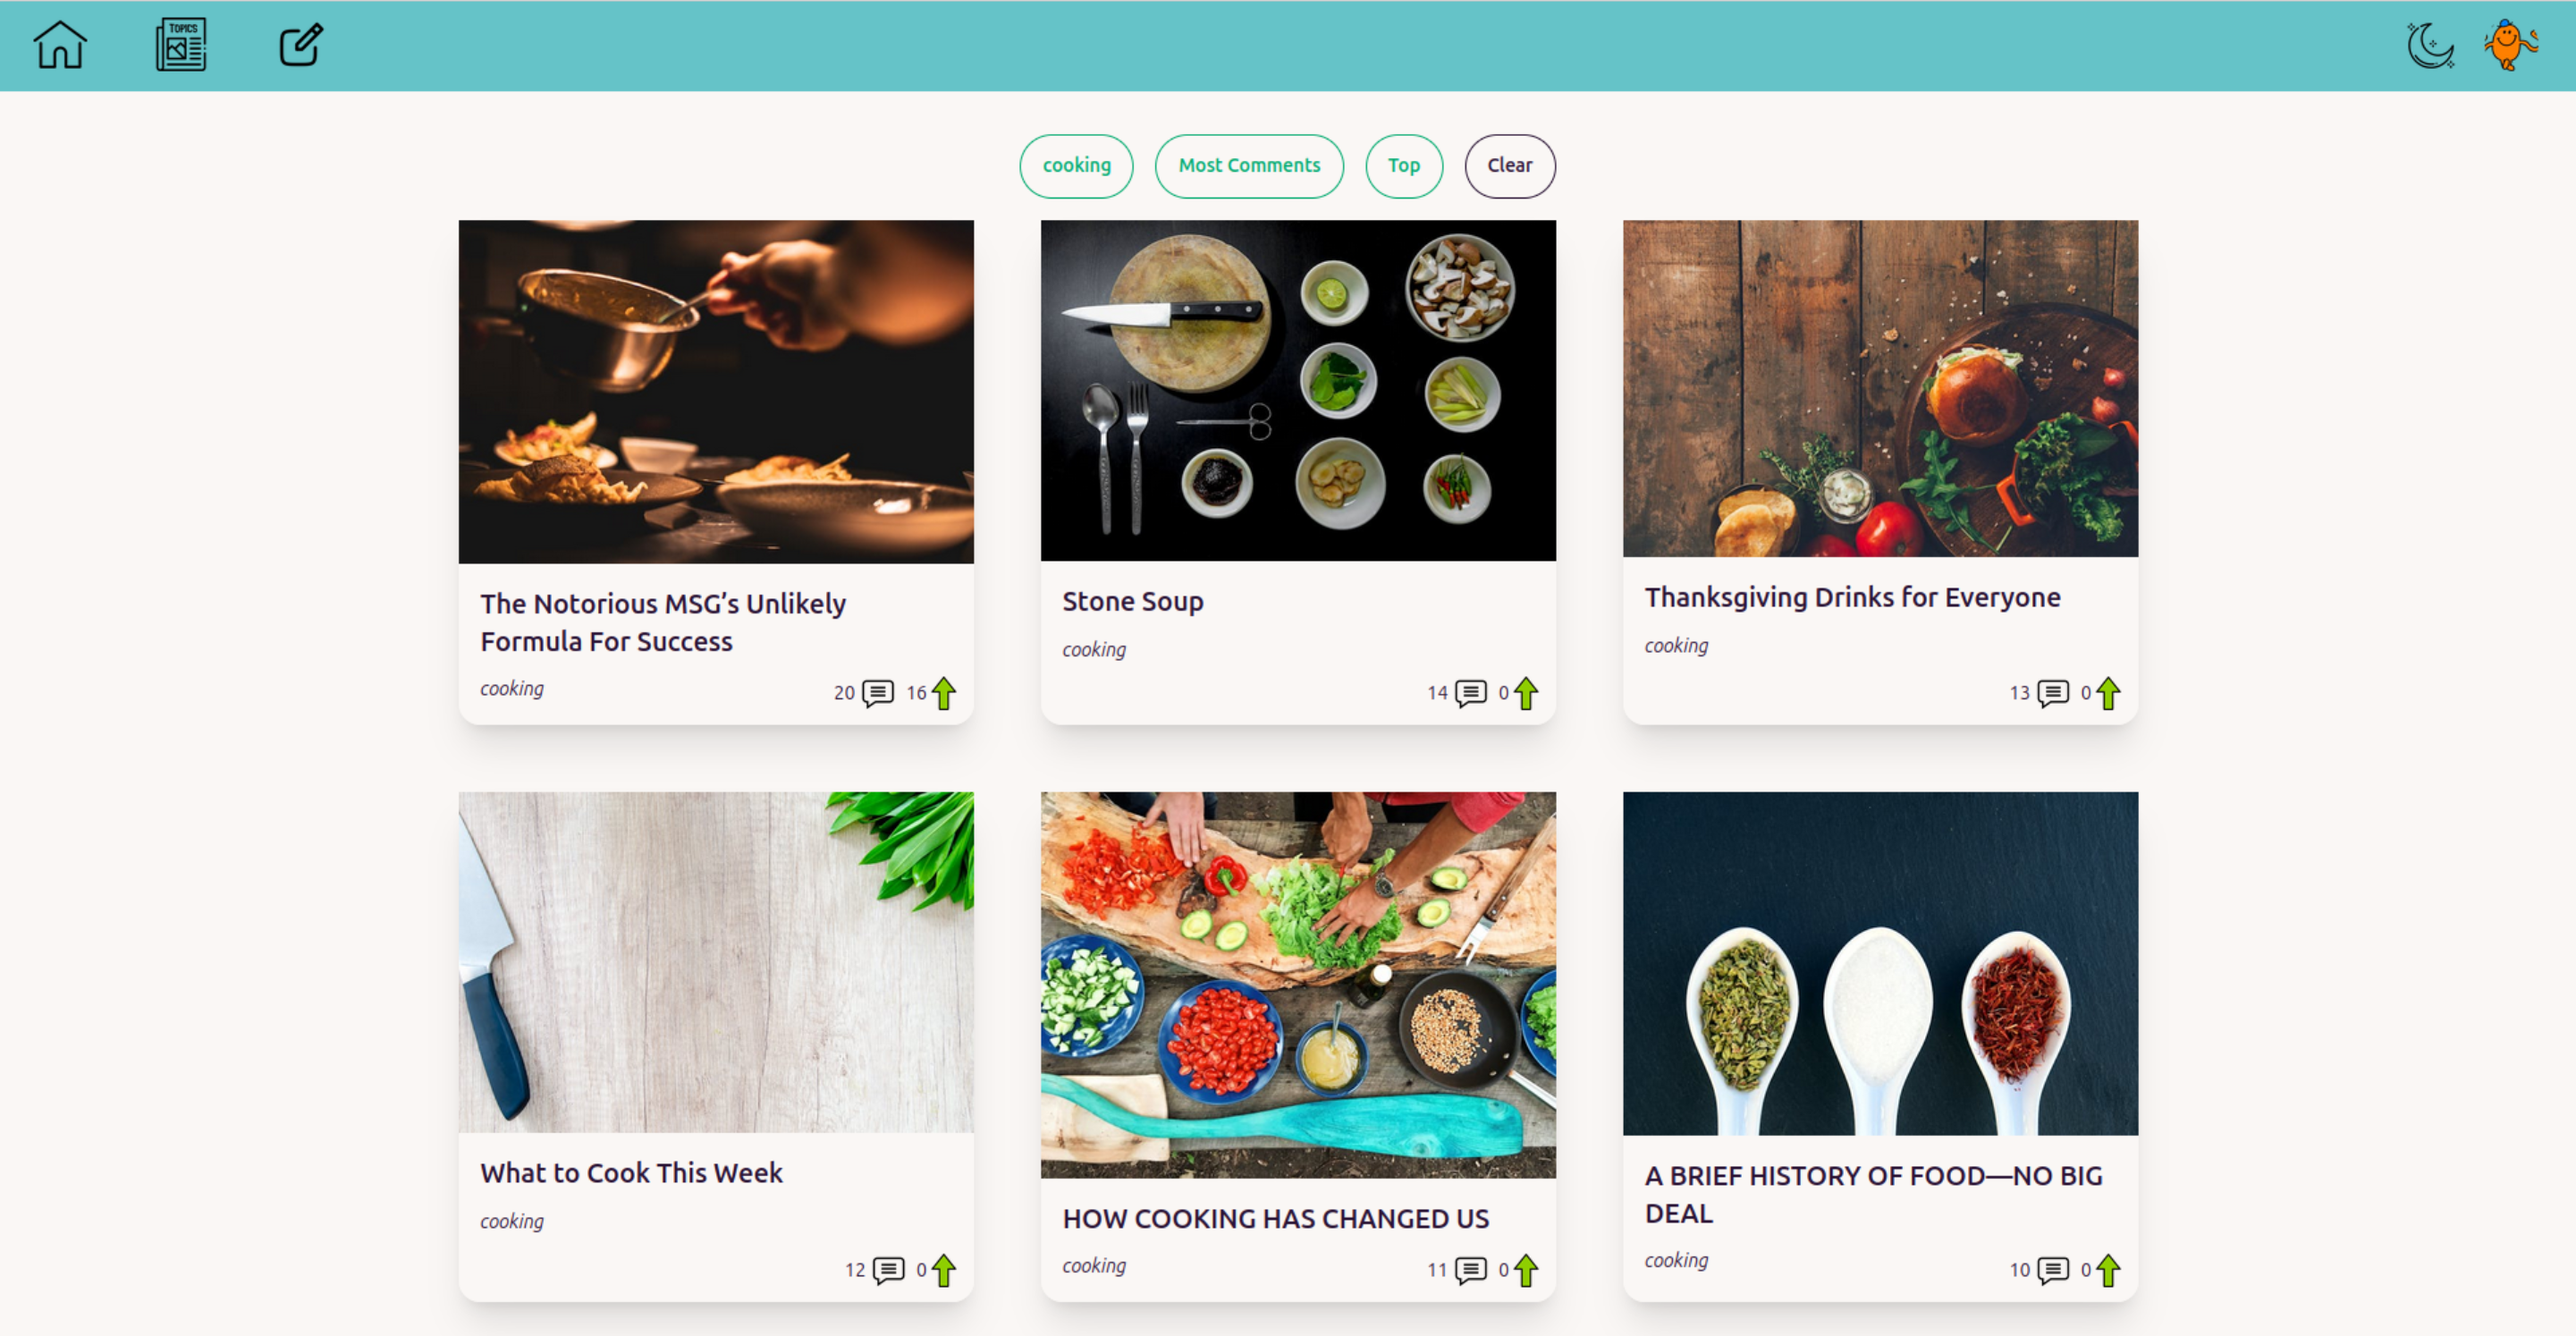 TOPICS
cooking
Most Comments
Top
Clear
The Notorious MSG’s Unlikely
Formula For Success
cooking
20
16
Stone Soup
cooking
14
0
Thanksgiving Drinks for Everyone
cooking
13
0
What to Cook This Week
cooking
12
0
HOW COOKING HAS CHANGED US
cooking
11
0
A BRIEF HISTORY OF FOOD—NO BIG
DEAL
cooking
10
0